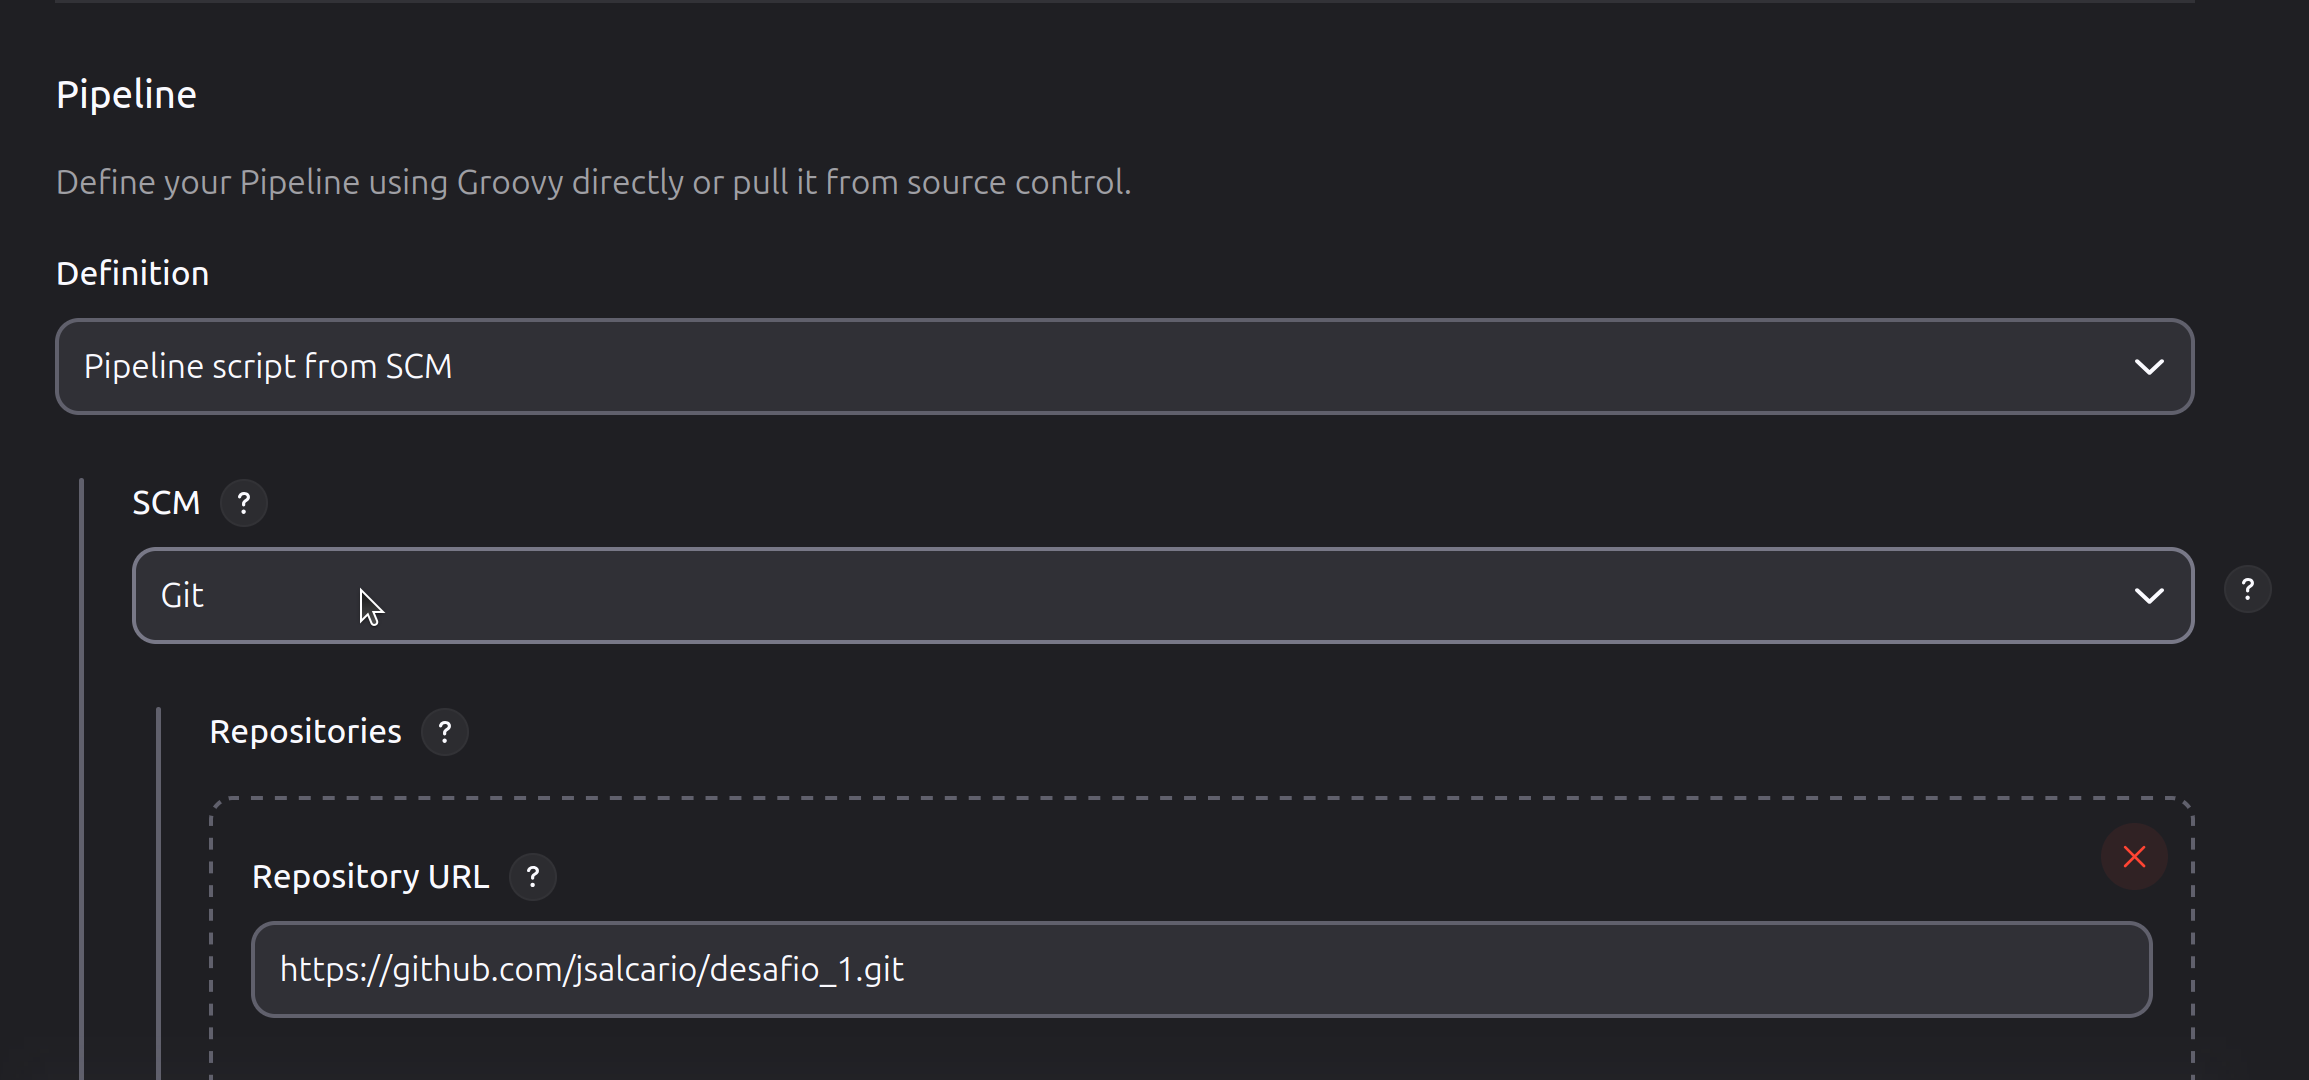 Pipeline
Define your Pipeline using Groovy directly or pull it from source control.
Definition
Pipeline script from SCM
SCM ?
Git
?
Repositories ?
Repository URL ?
https://github.com/jsalcario/desafio_1.git